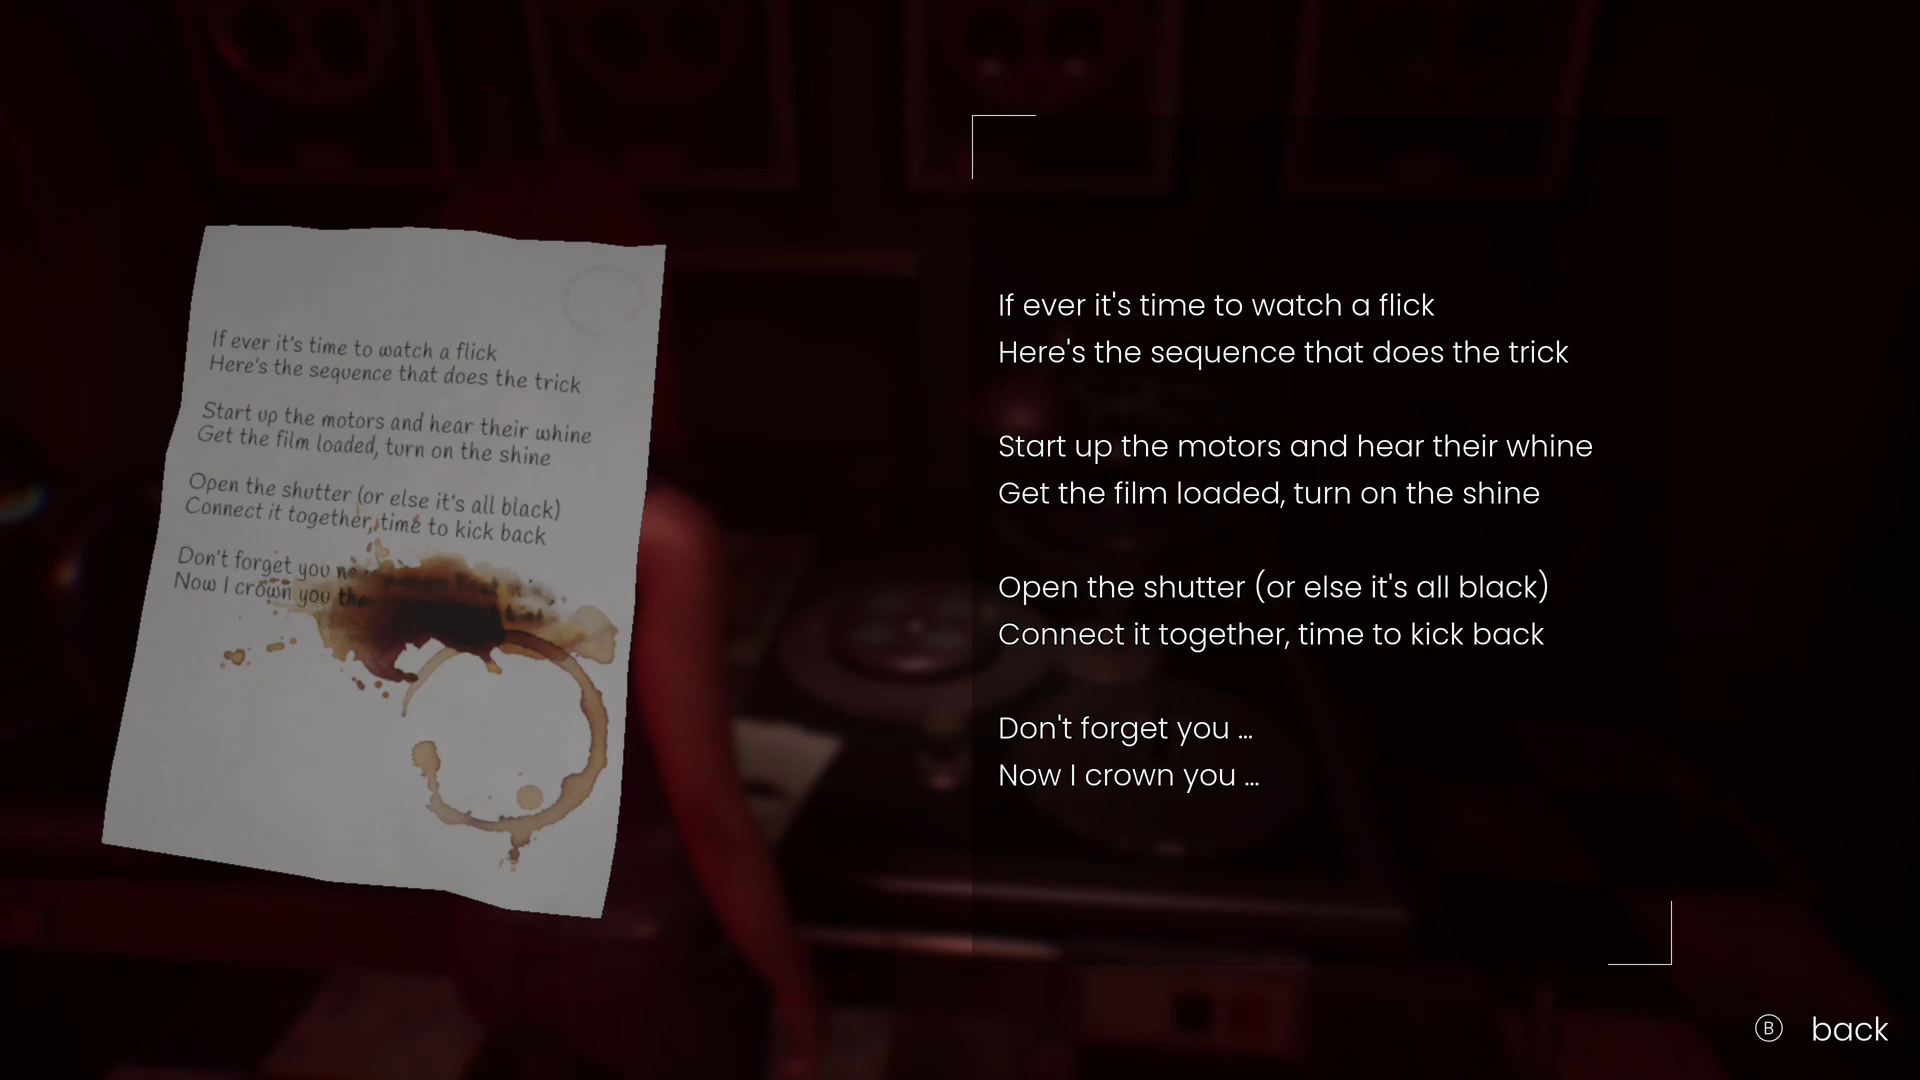 If ever it's time to watch a flick
Here's the sequence that does the trick
Start up the motors and hear their whine
Get the film loaded, turn on the shine
Open the shutter (or else it's all black)
Connect it together, time to kick back
Don't forget you
Now I crown you the
If ever it's time to watch a flick
Here's the sequence that does the trick
Start up the motors and hear their whine
Get the film loaded, turn on the shine
Open the shutter (or else it's all black)
Connect it together, time to kick back
Don't forget you ...
Now I crown you ...
B back